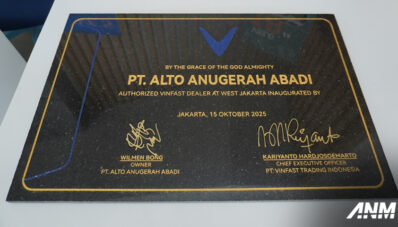 BY THE GRACE OF THE GOD ALMIGHTY
PT. ALTO ANUGERAH ABADI
AUTHORIZED VINFAST DEALER AT WEST JAKARTA INAUGURATED BY
JAKARTA, 15 OKTOBER 2025
WILMEN BONG
OWNER
PT. ALTO ANUGERAH ABADI
KARIYANTO HARDJOSOEMARTO
CHIEF EXECUTIVE OFFICER
PT. VINFAST TRADING INDONESIA
ANM